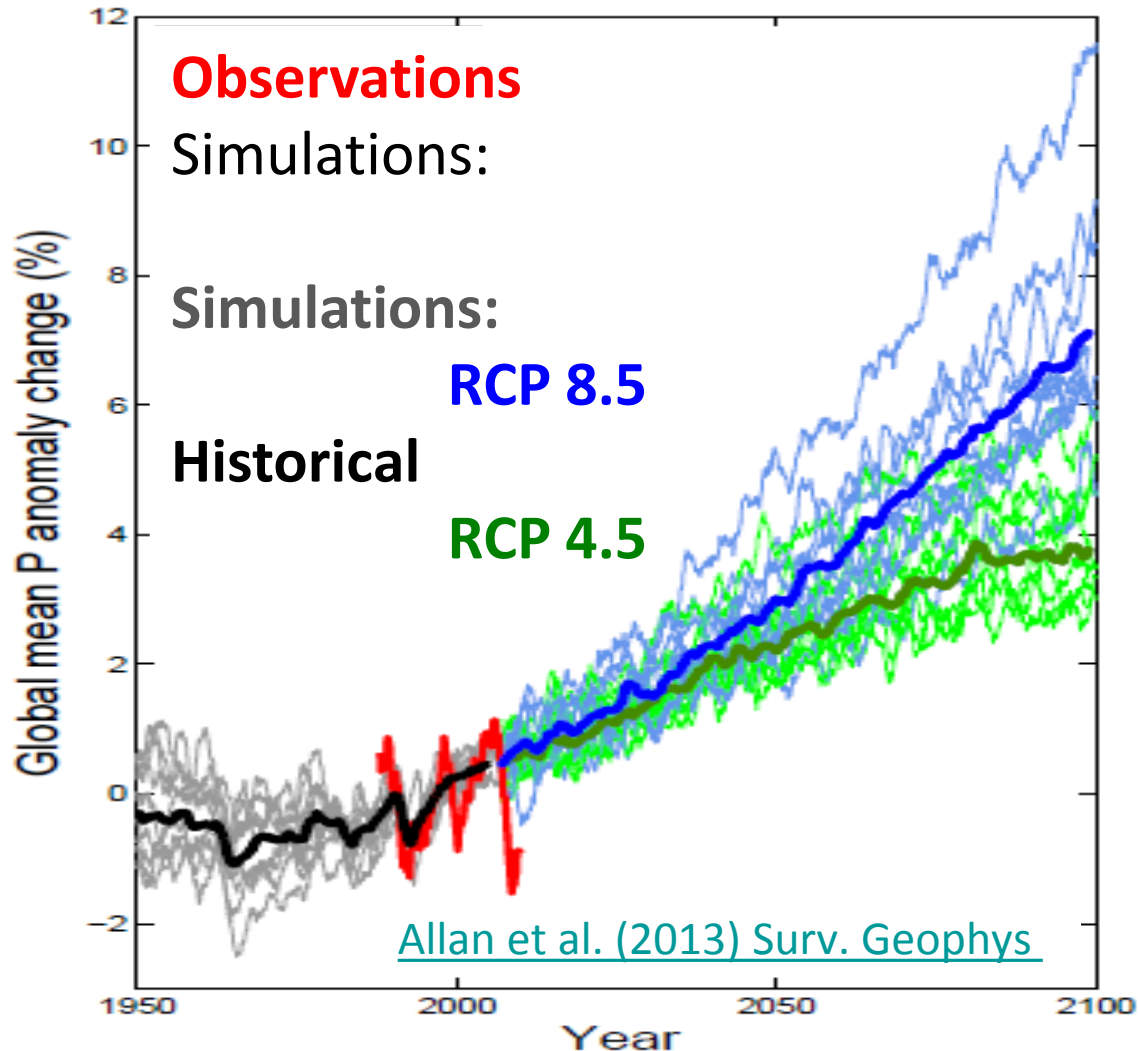 12
Observations
Simulations:
10
8
Simulations:
RCP 8.5
6
Historical
RCP 4.5
4
2
0
−2
Global mean P anomaly change (%)
Allan et al. (2013) Surv. Geophys
1950 2000 2050 2100
Year